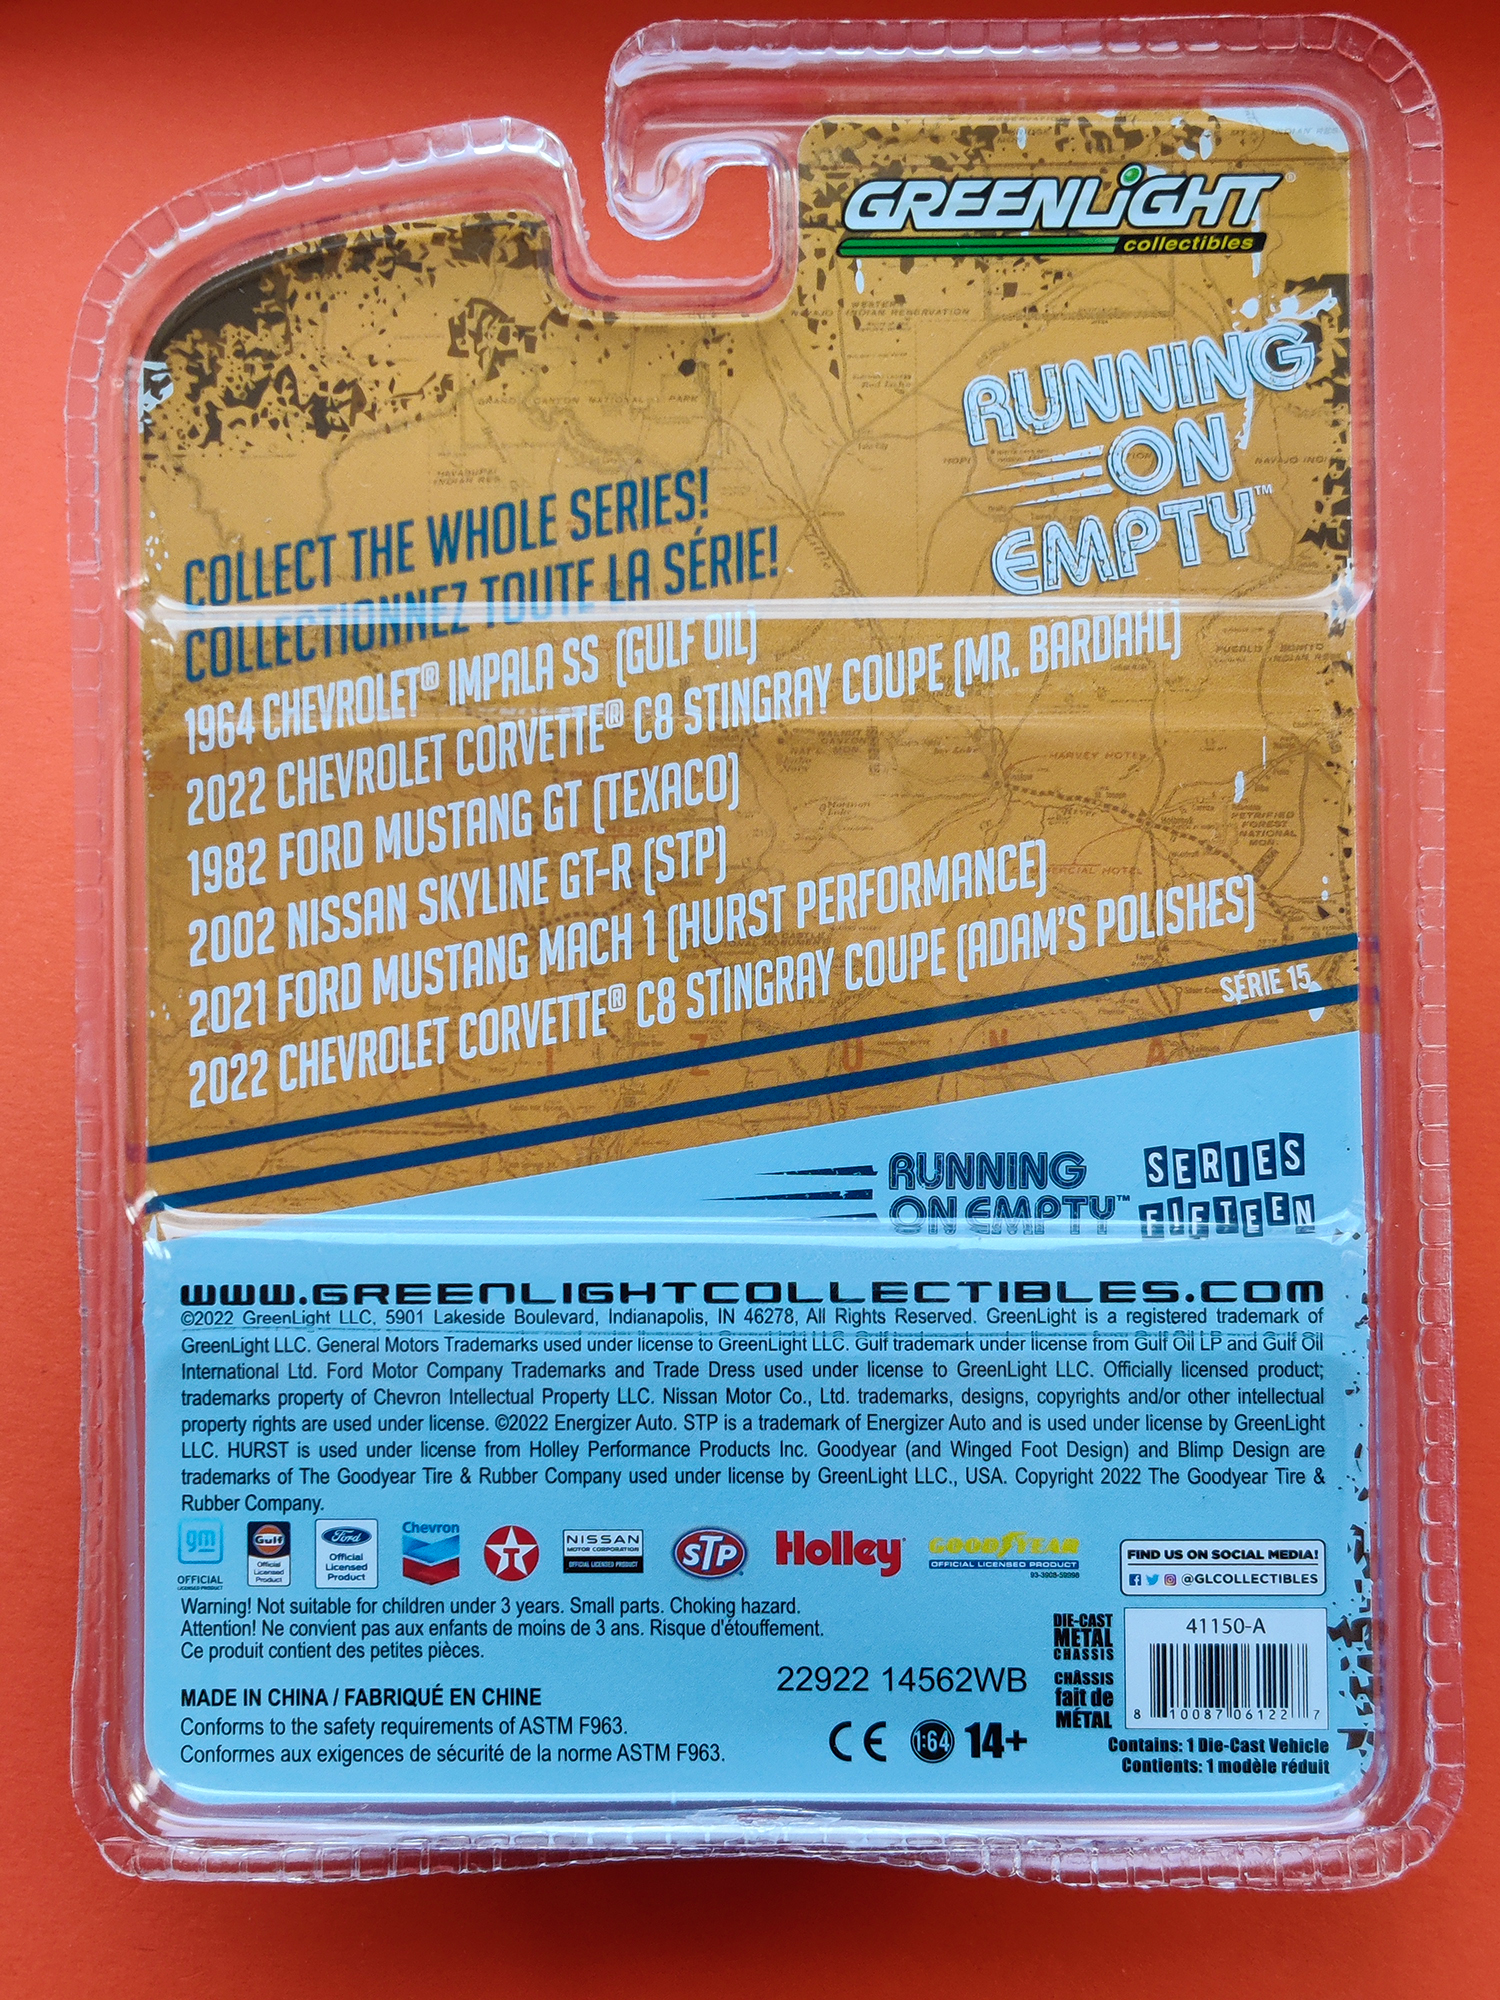 GREENLIGHT®
collectibles
RUNNING
ON
EMPTY™
COLLECT THE WHOLE SERIES!
COLLECTIONNEZ TOUTE LA SÉRIE!
1964 CHEVROLET® IMPALA SS (GULF OIL)
2022 CHEVROLET CORVETTE® C8 STINGRAY COUPE (MR. BARDAHL)
1982 FORD MUSTANG GT (TEXACO)
2002 NISSAN SKYLINE GT-R (STP)
2021 FORD MUSTANG MACH 1 (HURST PERFORMANCE)
2022 CHEVROLET CORVETTE® C8 STINGRAY COUPE (ADAM'S POLISHES)
SÉRIE 15
RUNNING
ON EMPTY™
SERIES
FIFTEEN
www.GREENLIGHTCOLLECTIBLES.COM
©2022 GreenLight LLC, 5901 Lakeside Boulevard, Indianapolis, IN 46278, All Rights Reserved. GreenLight is a registered trademark of
GreenLight LLC. General Motors Trademarks used under license to GreenLight LLC. Gulf trademark under license from Gulf Oil LP and Gulf Oil
International Ltd. Ford Motor Company Trademarks and Trade Dress used under license to GreenLight LLC. Officially licensed product;
trademarks property of Chevron Intellectual Property LLC. Nissan Motor Co., Ltd. trademarks, designs, copyrights and/or other intellectual
property rights are used under license. ©2022 Energizer Auto. STP is a trademark of Energizer Auto and is used under license by GreenLight
LLC. HURST is used under license from Holley Performance Products Inc. Goodyear (and Winged Foot Design) and Blimp Design are
trademarks of The Goodyear Tire & Rubber Company used under license by GreenLight LLC., USA. Copyright 2022 The Goodyear Tire &
Rubber Company.
gm
OFFICIAL
LICENSED PRODUCT
Gulf
Official
Licensed
Product
Ford
Official
Licensed
Product
Chevron
T
NISSAN
MOTOR CORPORATION
OFFICIAL LICENSED PRODUCT
STP
Holley
GOODYEAR
OFFICIAL LICENSED PRODUCT
93-3908-59998
FIND US ON SOCIAL MEDIA!
@GLCOLLECTIBLES
Warning! Not suitable for children under 3 years. Small parts. Choking hazard.
Attention! Ne convient pas aux enfants de moins de 3 ans. Risque d'étouffement.
Ce produit contient des petites pièces.
MADE IN CHINA / FABRIQUÉ EN CHINE
Conforms to the safety requirements of ASTM F963.
Conformes aux exigences de sécurité de la norme ASTM F963.
22922 14562WB
CE 1:64 14+
DIE-CAST
METAL
CHASSIS
CHÂSSIS
fait de
MÉTAL
41150-A
8 10087 06122 7
Contains: 1 Die-Cast Vehicle
Contient: 1 modèle réduit